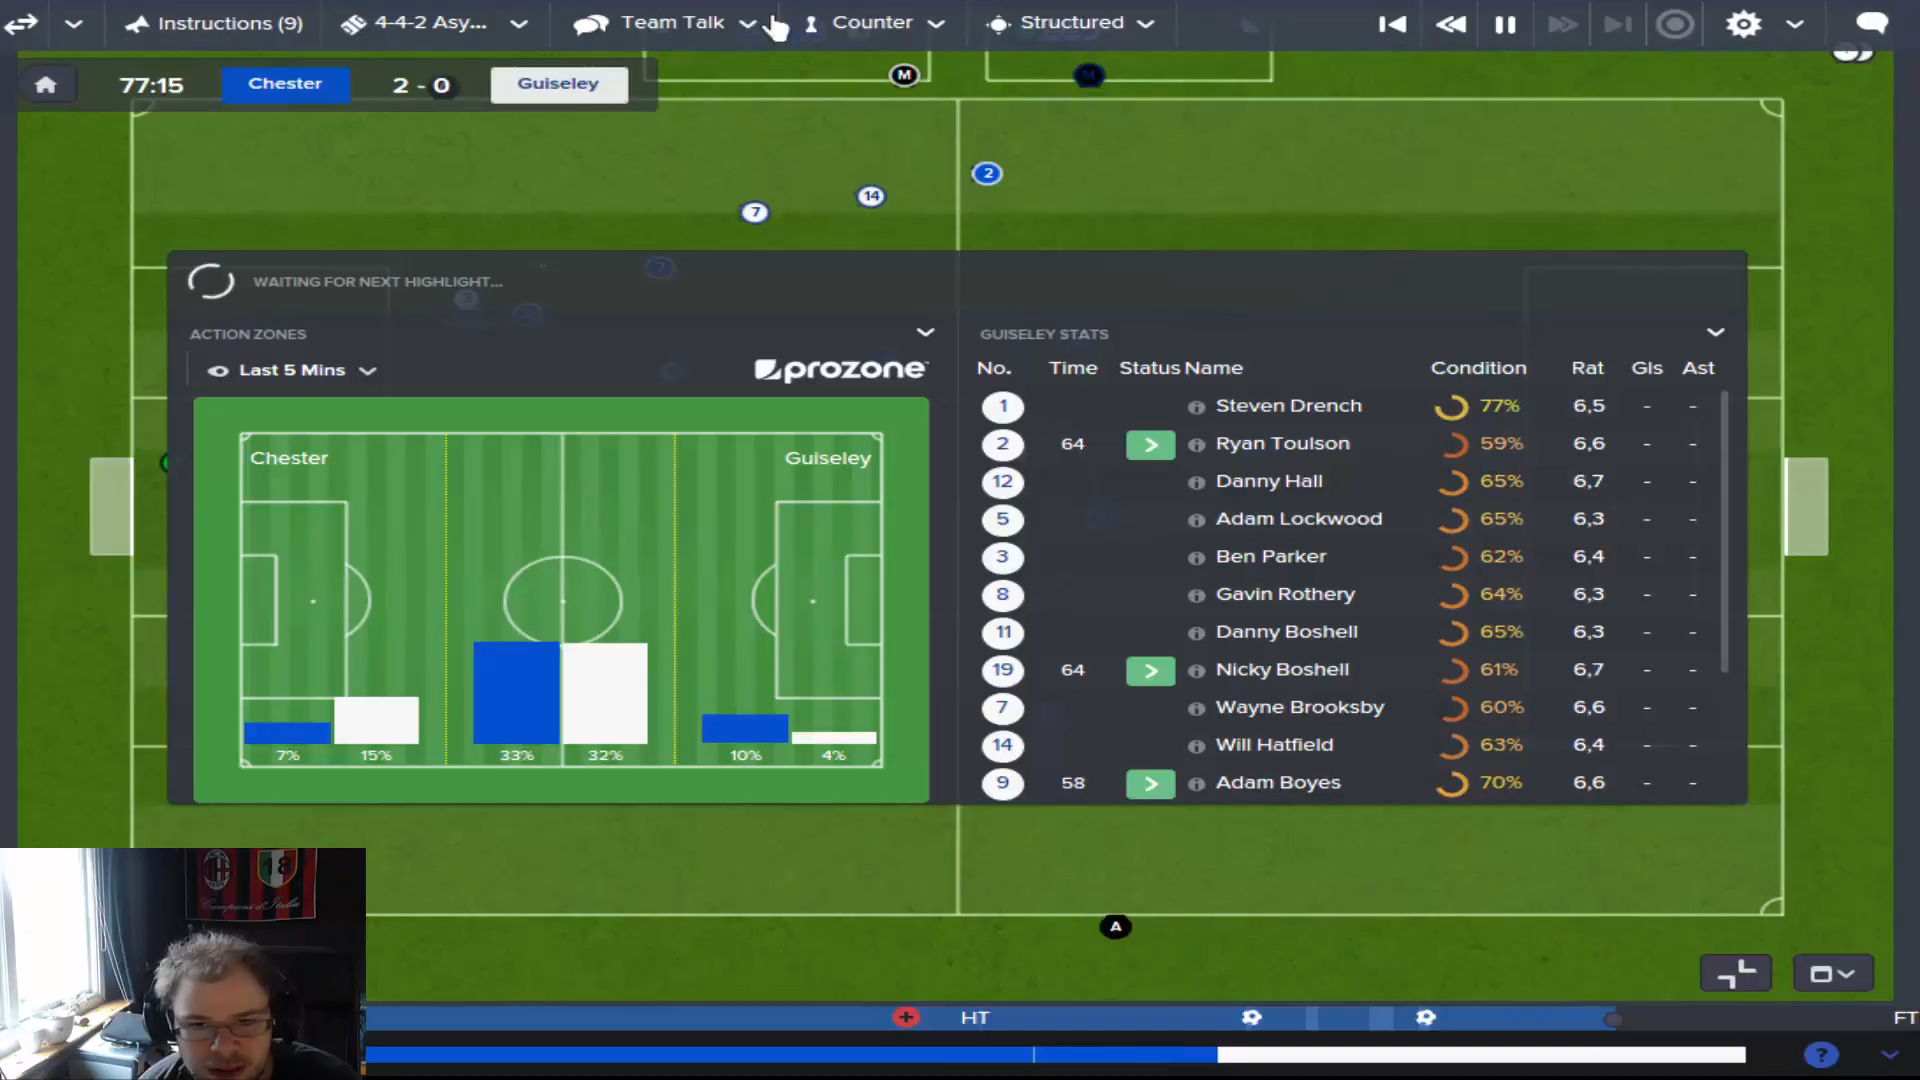 Instructions (9) 4-4-2 Asy... Team Talk Counter Structured
77:15 Chester 2 - 0 Guiseley
M M
2
14
7
WAITING FOR NEXT HIGHLIGHT...
ACTION ZONES
Last 5 Mins prozone
Chester Guiseley
7% 15% 33% 32% 10% 4%
GUISELEY STATS
No. Time Status Name Condition Rat Gls Ast
1 Steven Drench 77% 6,5 - -
2 64 Ryan Toulson 59% 6,6 - -
12 Danny Hall 65% 6,7 - -
5 Adam Lockwood 65% 6,3 - -
3 Ben Parker 62% 6,4 - -
8 Gavin Rothery 64% 6,3 - -
11 Danny Boshell 65% 6,3 - -
19 64 Nicky Boshell 61% 6,7 - -
7 Wayne Brooksby 60% 6,6 - -
14 Will Hatfield 63% 6,4 - -
9 58 Adam Boyes 70% 6,6 - -
18
Campioni d'Italia
A
HT FT
?